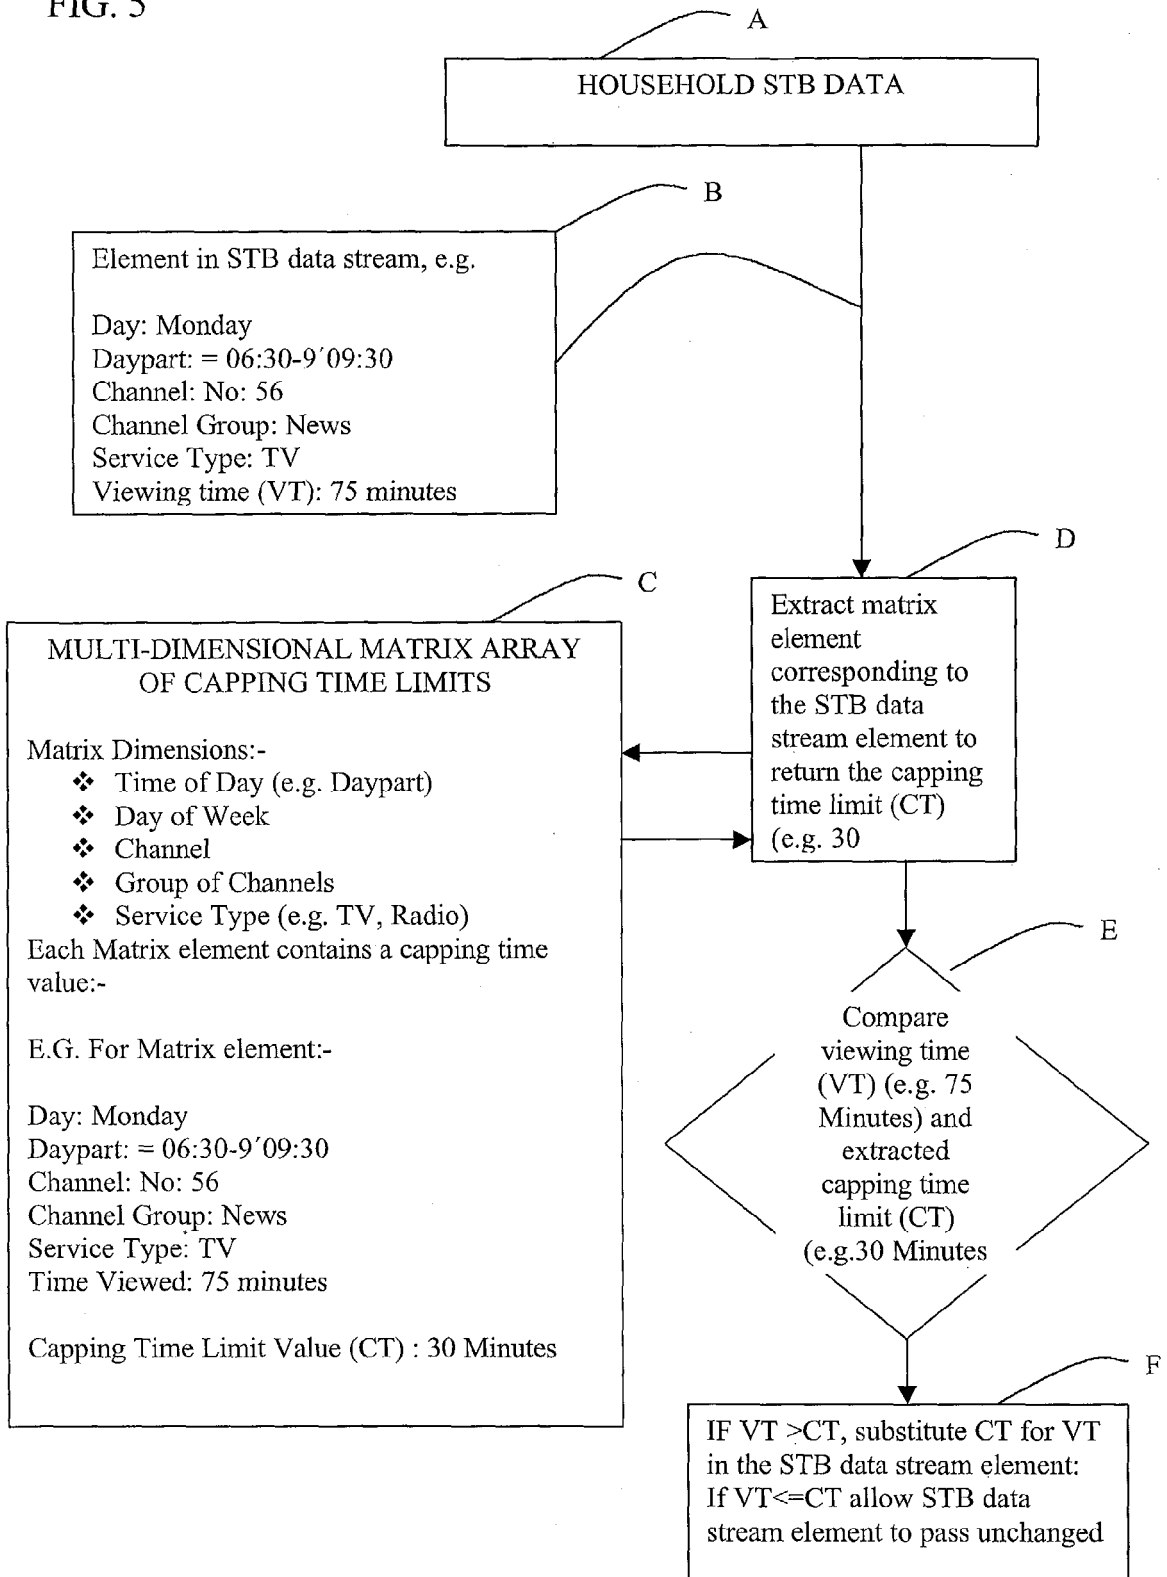 FIG. 5
A
HOUSEHOLD STB DATA
B
Element in STB data stream, e.g.
Day: Monday
Daypart: = 06:30-9´09:30
Channel: No: 56
Channel Group: News
Service Type: TV
Viewing time (VT): 75 minutes
D
Extract matrix
element
corresponding to
the STB data
stream element to
return the capping
time limit (CT)
(e.g. 30
C
MULTI-DIMENSIONAL MATRIX ARRAY
OF CAPPING TIME LIMITS
Matrix Dimensions:-
❖ Time of Day (e.g. Daypart)
❖ Day of Week
❖ Channel
❖ Group of Channels
❖ Service Type (e.g. TV, Radio)
Each Matrix element contains a capping time
value:-
E.G. For Matrix element:-
Day: Monday
Daypart: = 06:30-9´09:30
Channel: No: 56
Channel Group: News
Service Type: TV
Time Viewed: 75 minutes
Capping Time Limit Value (CT) : 30 Minutes
E
Compare
viewing time
(VT) (e.g. 75
Minutes) and
extracted
capping time
limit (CT)
(e.g.30 Minutes
F
IF VT >CT, substitute CT for VT
in the STB data stream element:
If VT<=CT allow STB data
stream element to pass unchanged